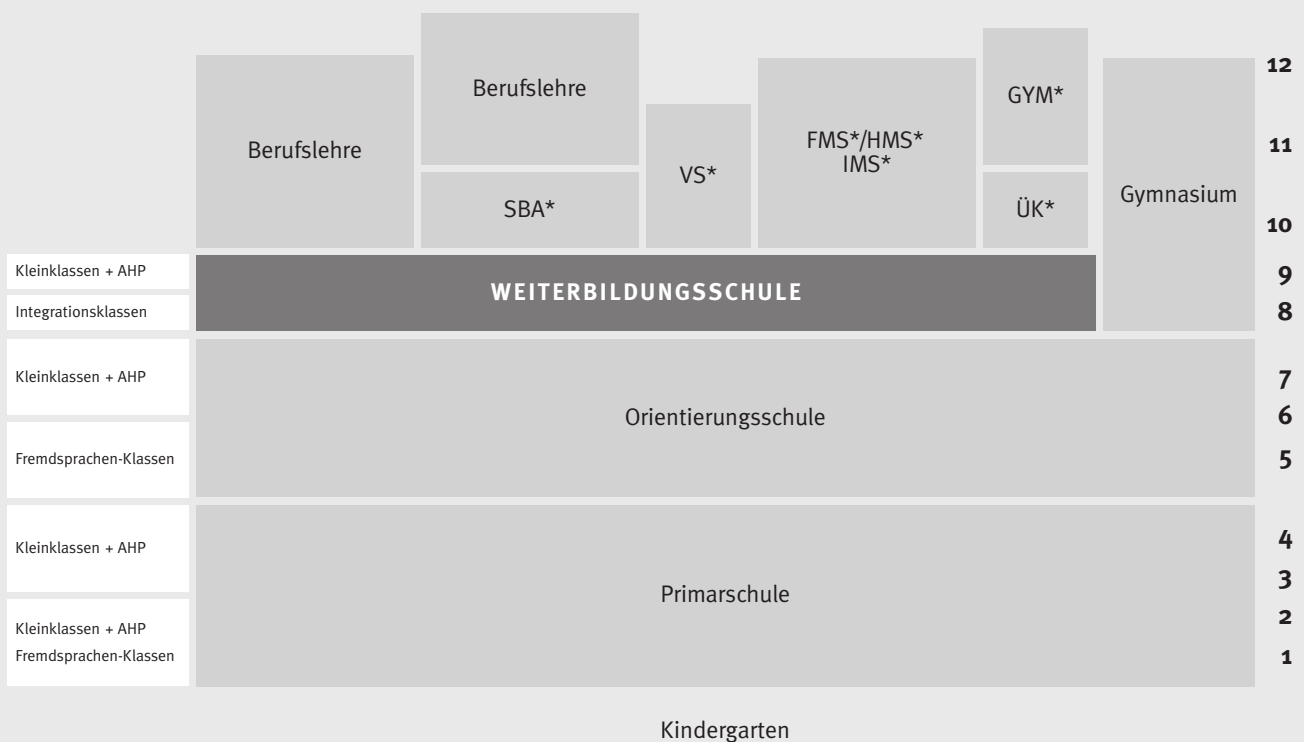 12
Berufslehre
GYM*
Berufslehre
FMS*/HMS*
IMS*
11
VS*
Gymnasium
SBA*
ÜK*
10
Kleinklassen + AHP
WEITERBILDUNGSSCHULE
9
Integrationsklassen
8
Kleinklassen + AHP
7
Orientierungsschule
6
Fremdsprachen-Klassen
5
Kleinklassen + AHP
4
3
Primarschule
2
Kleinklassen + AHP
Fremdsprachen-Klassen
1
Kindergarten